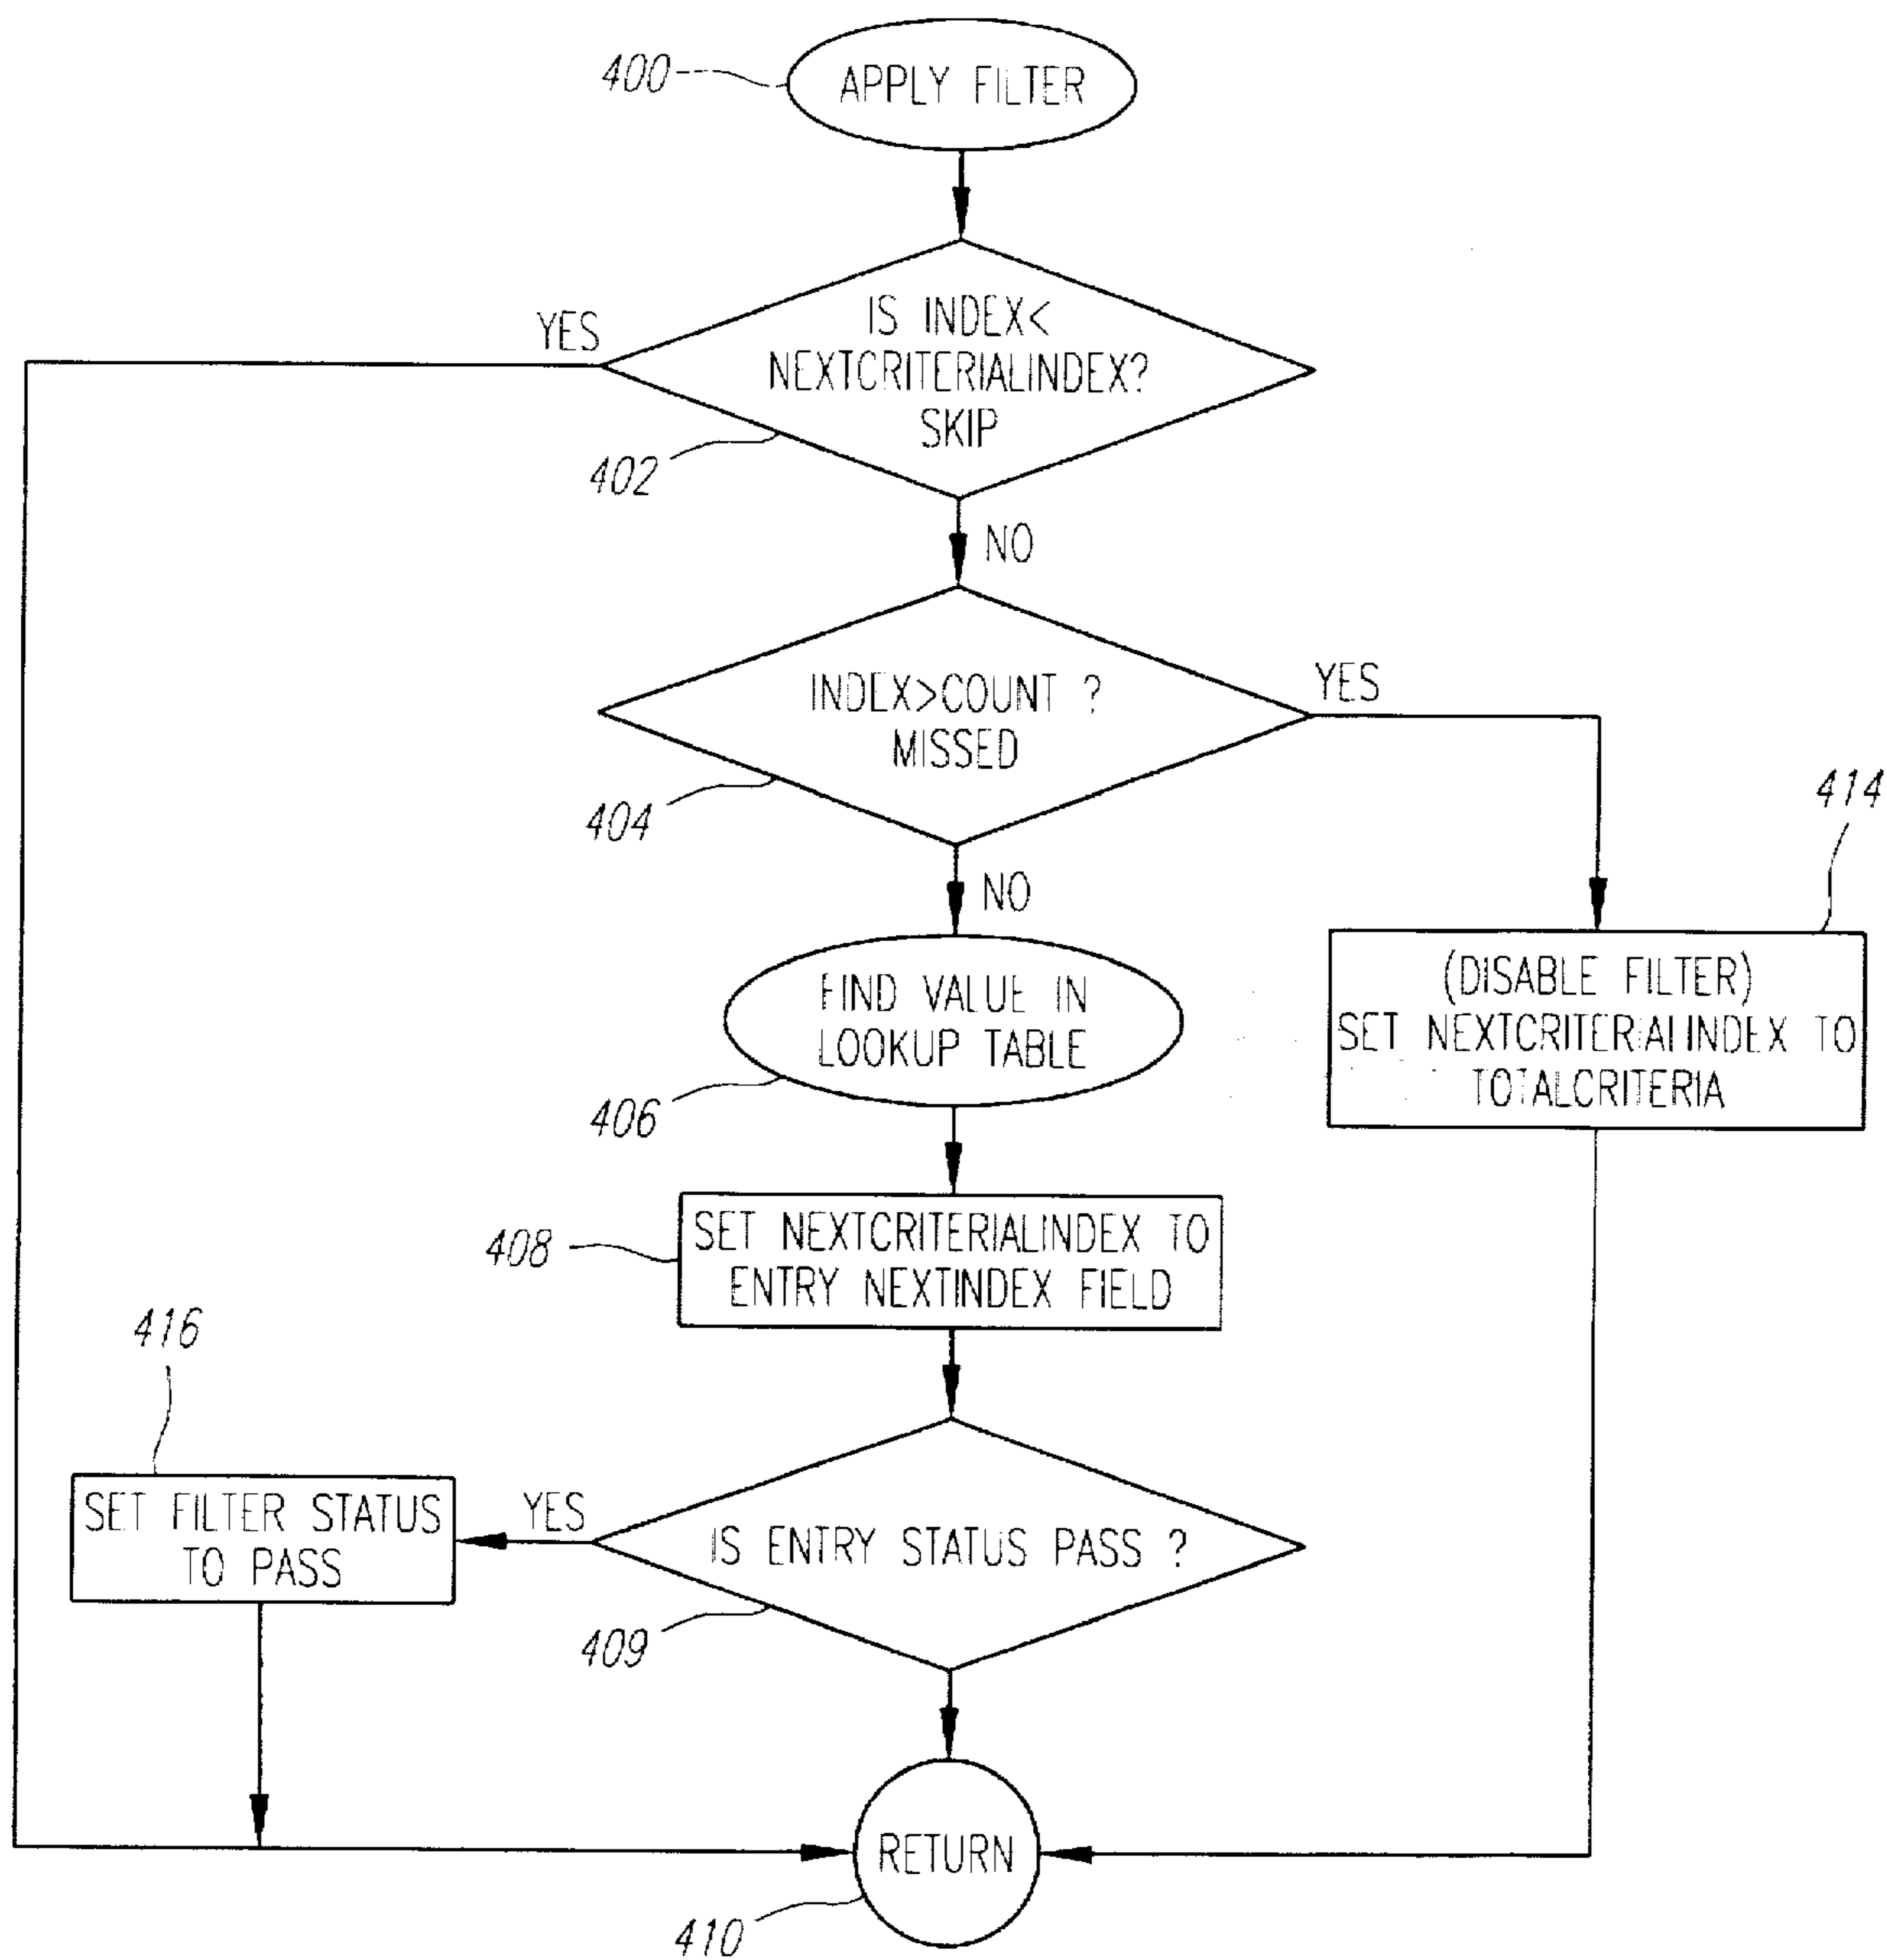 400
APPLY FILTER
IS INDEX<
NEXTCRITERIALINDEX?
SKIP
YES
402
NO
INDEX>COUNT ?
MISSED
YES
404
NO
414
FIND VALUE IN
LOOKUP TABLE
406
(DISABLE FILTER)
SET NEXTCRITERIALINDEX TO
TOTALCRITERIA
408
SET NEXTCRITERIALINDEX TO
ENTRY NEXTINDEX FIELD
416
SET FILTER STATUS
TO PASS
YES
IS ENTRY STATUS PASS ?
409
RETURN
410